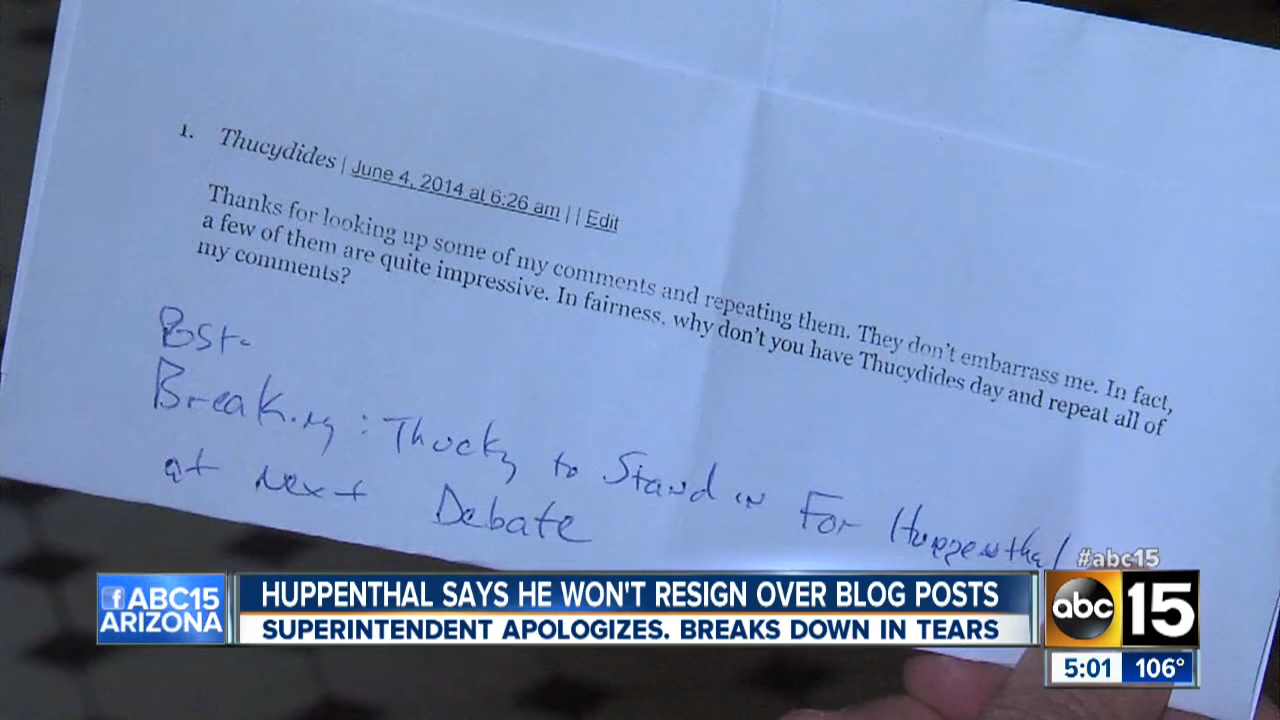 1. Thucydides | June 4, 2014 at 6:26 am | | Edit
Thanks for looking up some of my comments and repeating them. They don't embarrass me. In fact,
a few of them are quite impressive. In fairness, why don't you have Thucydides day and repeat all of
my comments?
Breaking: Thucky to Stand in For Huppenthal
at Next Debate
#abc15
f ABC15
ARIZONA
HUPPENTHAL SAYS HE WON'T RESIGN OVER BLOG POSTS
SUPERINTENDENT APOLOGIZES. BREAKS DOWN IN TEARS
abc 15
5:01 106°